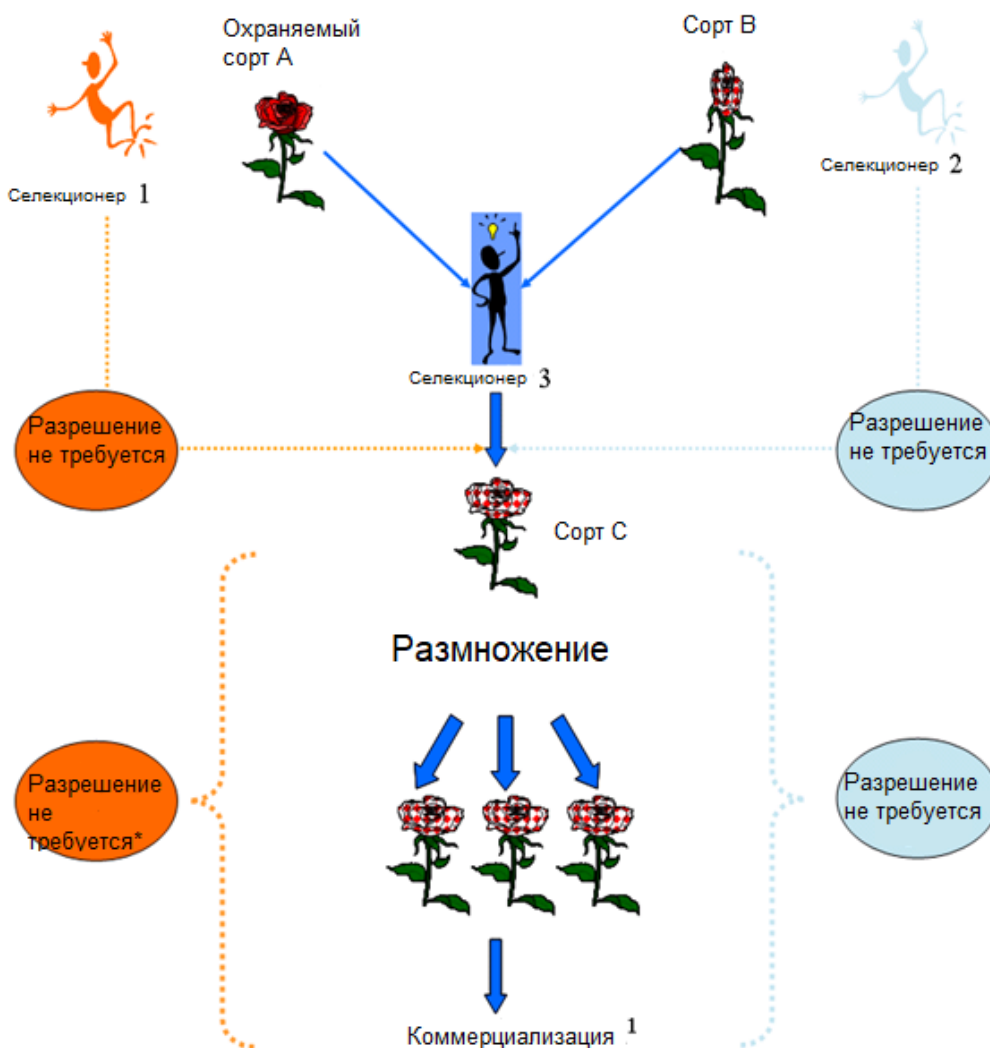 Охраняемый
сорт А
Сорт В
Селекционер 1
Селекционер 2
Селекционер 3
Разрешение
не требуется
Разрешение
не требуется
Сорт С
Размножение
Разрешение
не
требуется*
Разрешение
не требуется
Коммерциализация 1